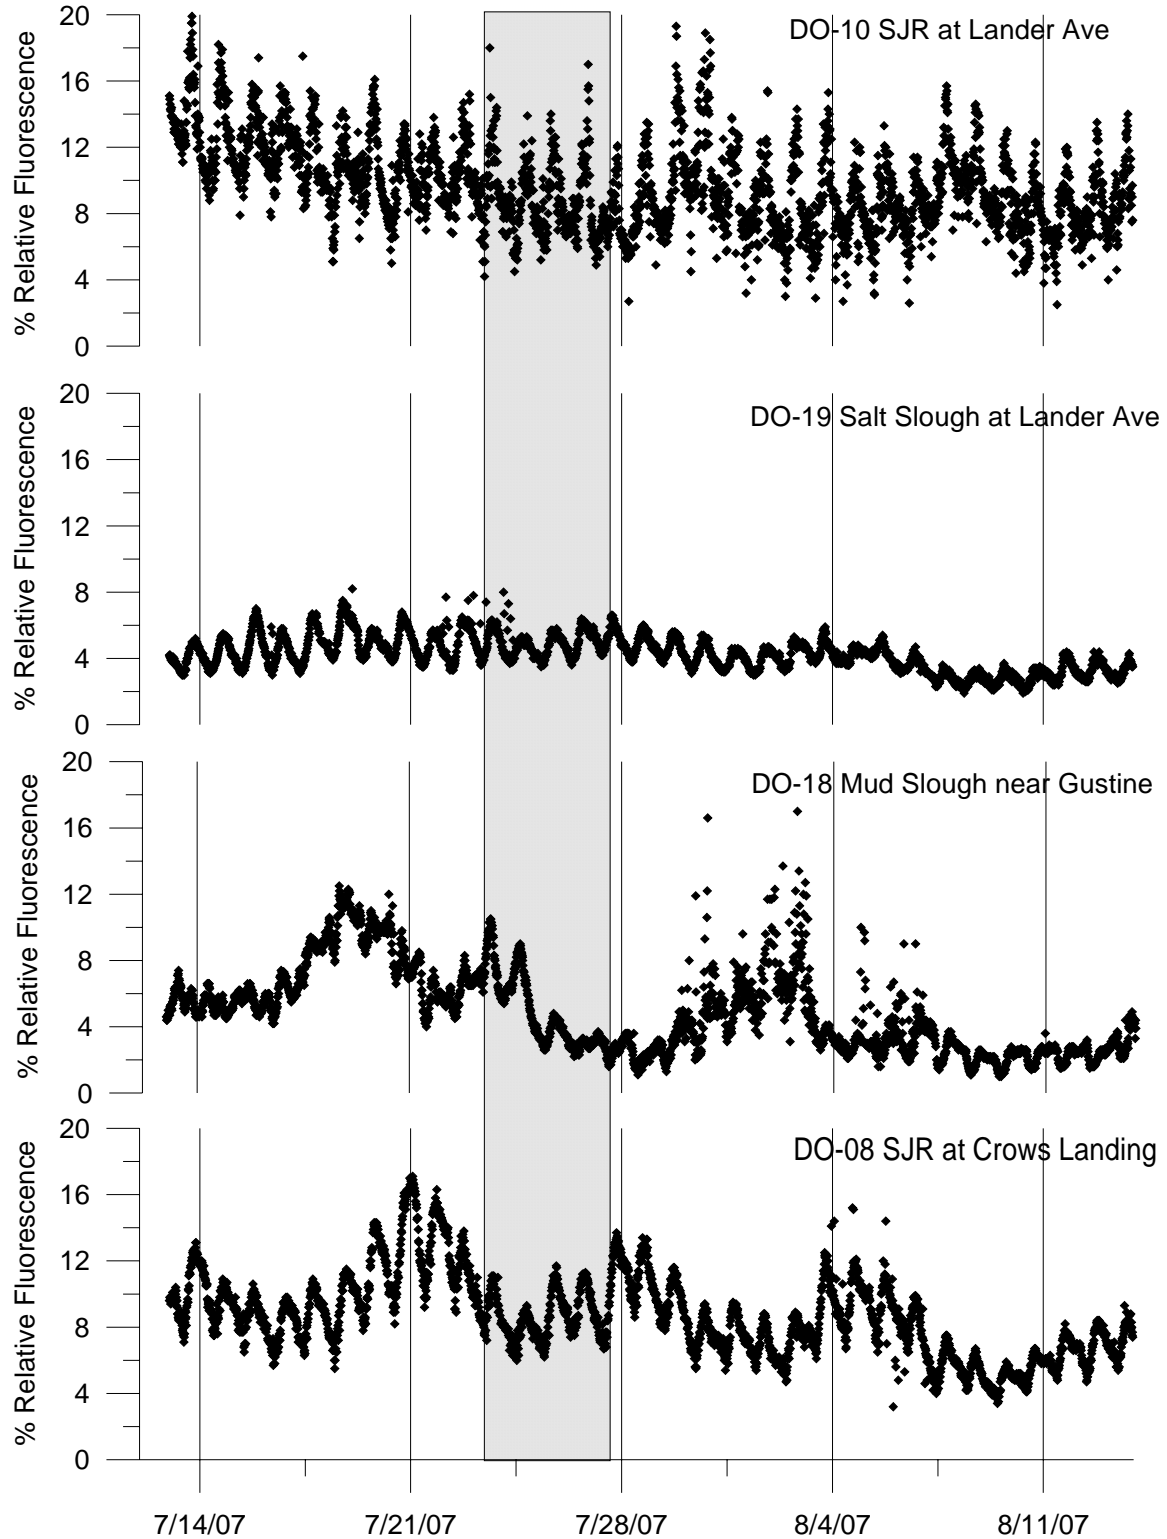 DO-10 SJR at Lander Ave
% Relative Fluorescence
20
16
12
8
4
0
DO-19 Salt Slough at Lander Ave
% Relative Fluorescence
20
16
12
8
4
0
DO-18 Mud Slough near Gustine
% Relative Fluorescence
20
16
12
8
4
0
DO-08 SJR at Crows Landing
% Relative Fluorescence
20
16
12
8
4
0
7/14/07 7/21/07 7/28/07 8/4/07 8/11/07